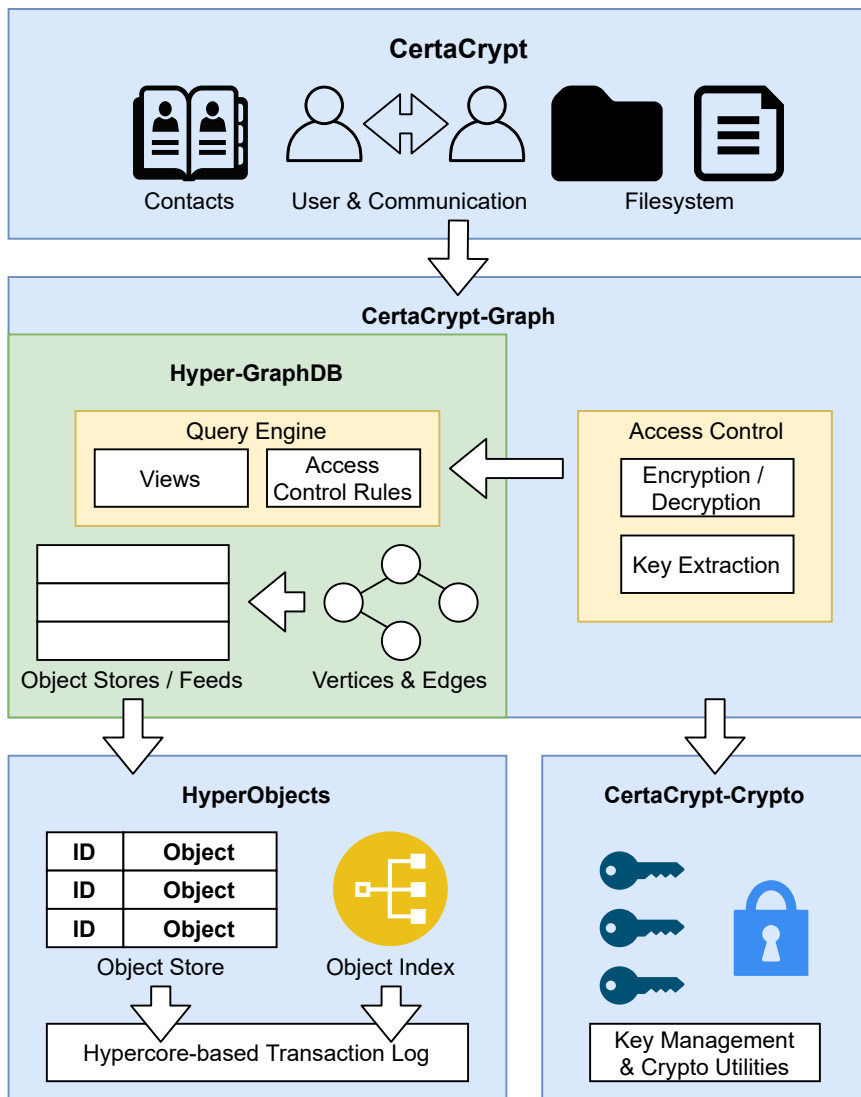 CertaCrypt
Contacts
User & Communication
Filesystem
CertaCrypt-Graph
Hyper-GraphDB
Query Engine
Views
Access
Control Rules
Access Control
Encryption /
Decryption
Key Extraction
Object Stores / Feeds
Vertices & Edges
HyperObjects
ID Object
ID Object
ID Object
Object Store
Object Index
Hypercore-based Transaction Log
CertaCrypt-Crypto
Key Management
& Crypto Utilities